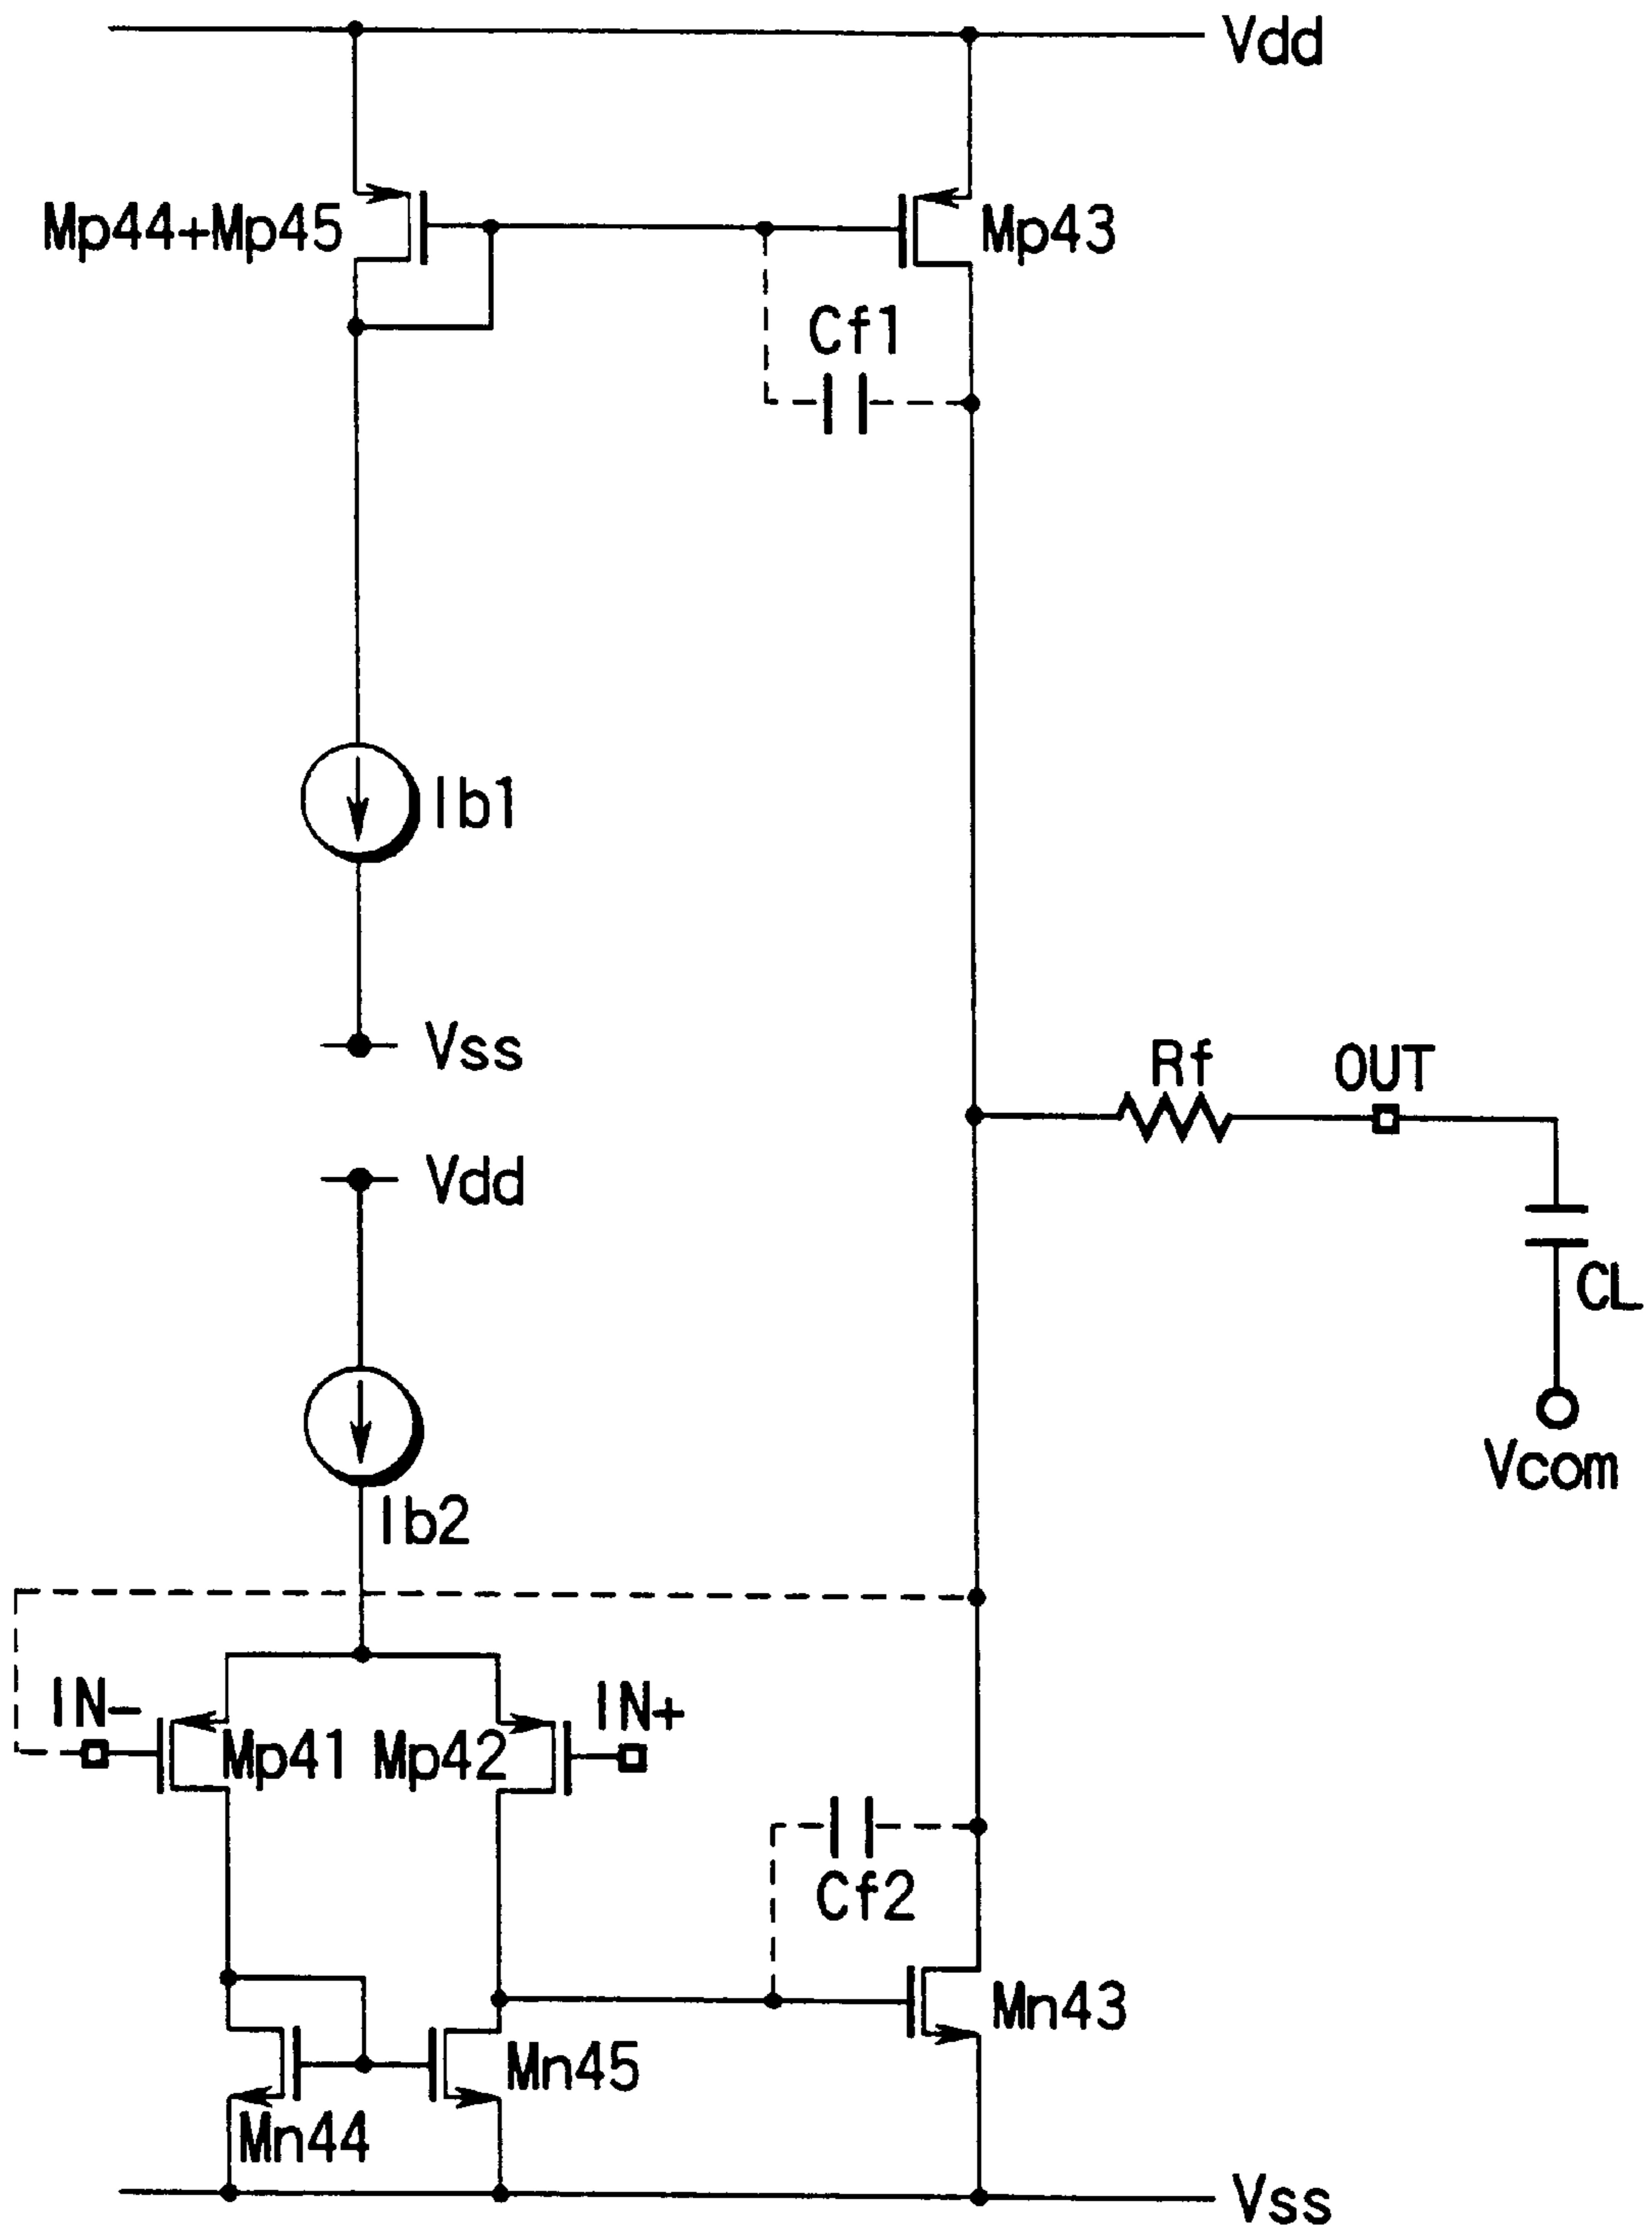 Vdd
Mp44+Mp45
Mp43
Cf1
Ib1
Vss
Rf
OUT
Vdd
CL
Vcom
Ib2
IN-
IN+
Mp41
Mp42
Cf2
Mn43
Mn45
Mn44
Vss